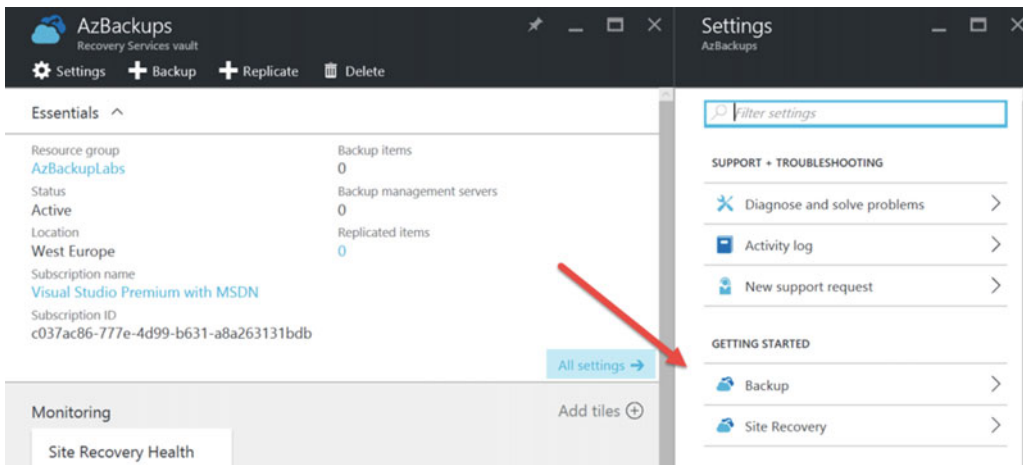 AzBackups
Recovery Services vault
Settings
Backup
Replicate
Delete
Essentials
Resource group
AzBackupLabs
Status
Active
Location
West Europe
Subscription name
Visual Studio Premium with MSDN
Subscription ID
c037ac86-777e-4d99-b631-a8a263131bdb
Backup items
0
Backup management servers
0
Replicated items
0
All settings
Monitoring
Add tiles
Site Recovery Health
Settings
AzBackups
Filter settings
SUPPORT + TROUBLESHOOTING
Diagnose and solve problems
Activity log
New support request
GETTING STARTED
Backup
Site Recovery